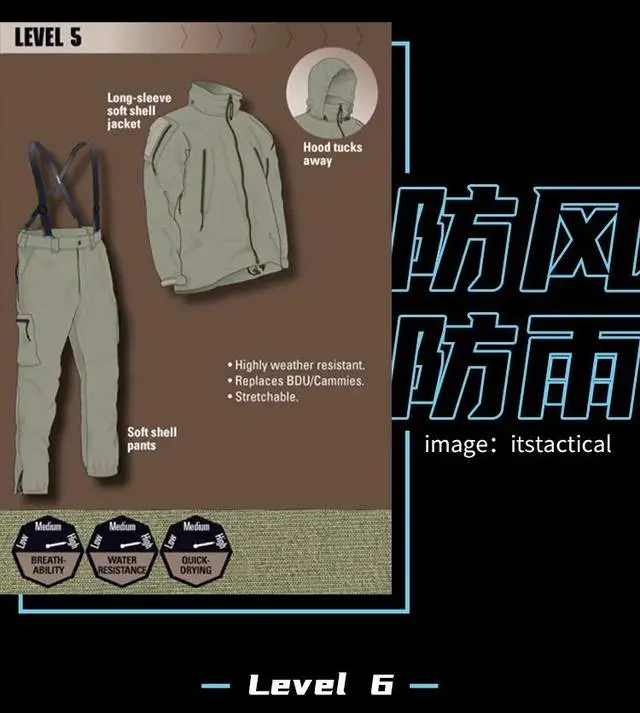 LEVEL 5
Long-sleeve
soft shell
jacket
Hood tucks
away
• Highly weather resistant.
• Replaces BDU/Cammies.
• Stretchable.
Soft shell
pants
Low Medium High
BREATH-
ABILITY
Low Medium High
WATER
RESISTANCE
Low Medium High
QUICK-
DRYING
防风
防雨
image：itstactical
Level 6